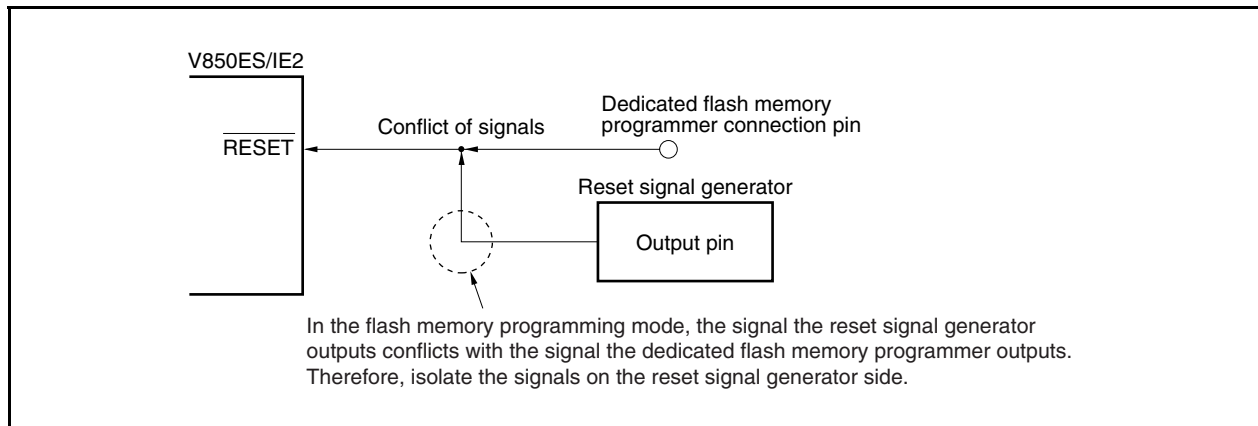 V850ES/IE2
RESET
Conflict of signals
Dedicated flash memory
programmer connection pin
Reset signal generator
Output pin
In the flash memory programming mode, the signal the reset signal generator
outputs conflicts with the signal the dedicated flash memory programmer outputs.
Therefore, isolate the signals on the reset signal generator side.